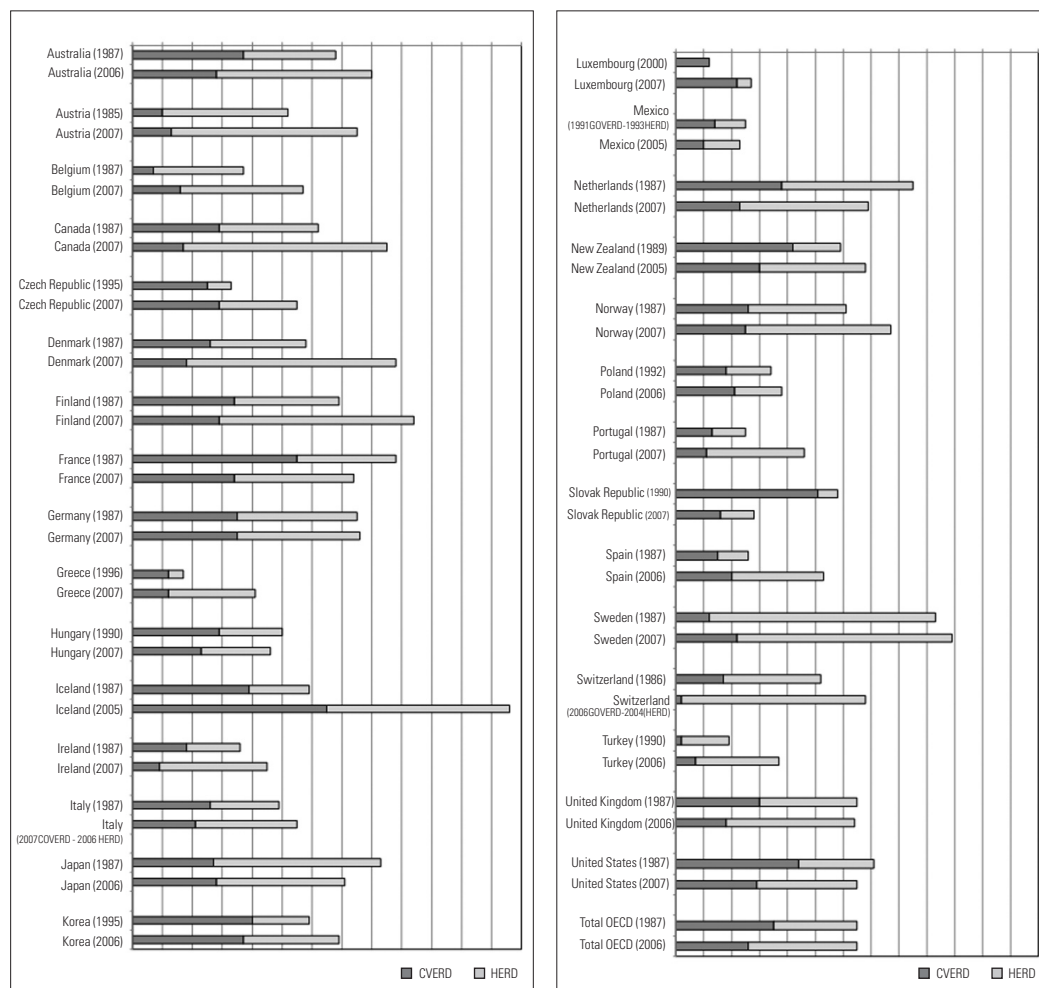 Australia (1987)
Australia (2006)
Austria (1985)
Austria (2007)
Belgium (1987)
Belgium (2007)
Canada (1987)
Canada (2007)
Czech Republic (1995)
Czech Republic (2007)
Denmark (1987)
Denmark (2007)
Finland (1987)
Finland (2007)
France (1987)
France (2007)
Germany (1987)
Germany (2007)
Greece (1996)
Greece (2007)
Hungary (1990)
Hungary (2007)
Iceland (1987)
Iceland (2005)
Ireland (1987)
Ireland (2007)
Italy (1987)
Italy
(2007COVERD - 2006 HERD)
Japan (1987)
Japan (2006)
Korea (1995)
Korea (2006)
CVERD HERD
Luxembourg (2000)
Luxembourg (2007)
Mexico
(1991GOVERD-1993HERD)
Mexico (2005)
Netherlands (1987)
Netherlands (2007)
New Zealand (1989)
New Zealand (2005)
Norway (1987)
Norway (2007)
Poland (1992)
Poland (2006)
Portugal (1987)
Portugal (2007)
Slovak Republic (1990)
Slovak Republic (2007)
Spain (1987)
Spain (2006)
Sweden (1987)
Sweden (2007)
Switzerland (1986)
Switzerland
(2006GOVERD-2004(HERD)
Turkey (1990)
Turkey (2006)
United Kingdom (1987)
United Kingdom (2006)
United States (1987)
United States (2007)
Total OECD (1987)
Total OECD (2006)
CVERD HERD